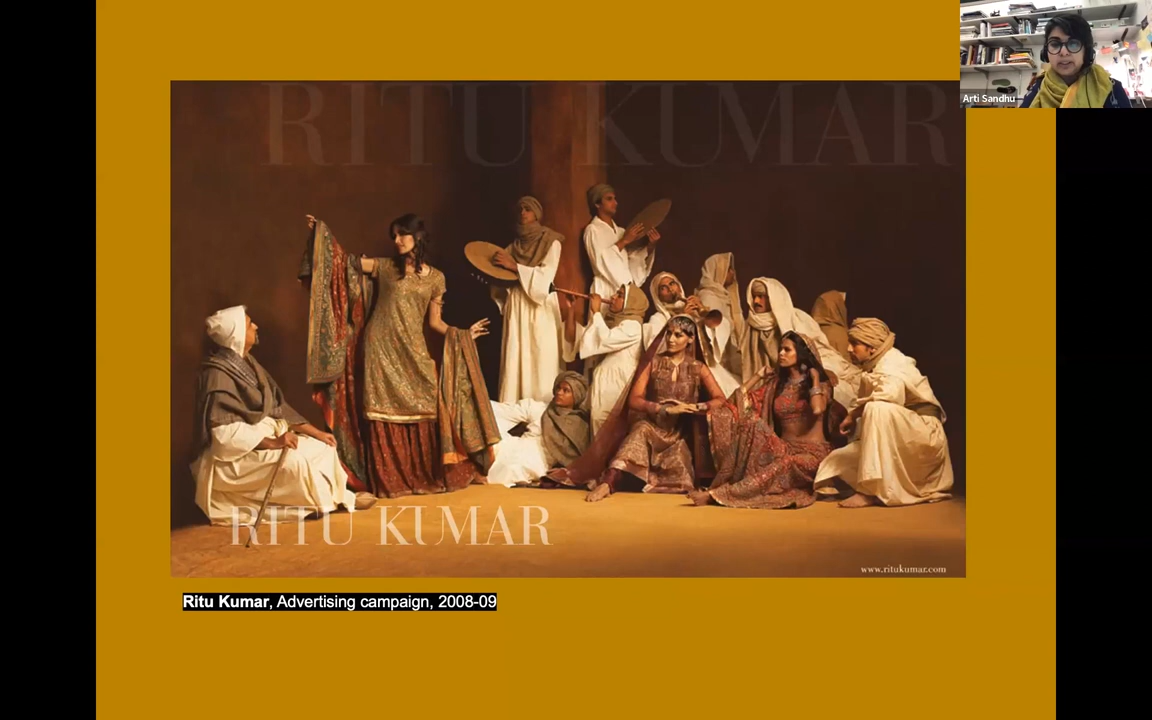 RITU KUMAR
Arti Sandhu
RITU KUMAR
www.ritukumar.com
Ritu Kumar, Advertising campaign, 2008-09